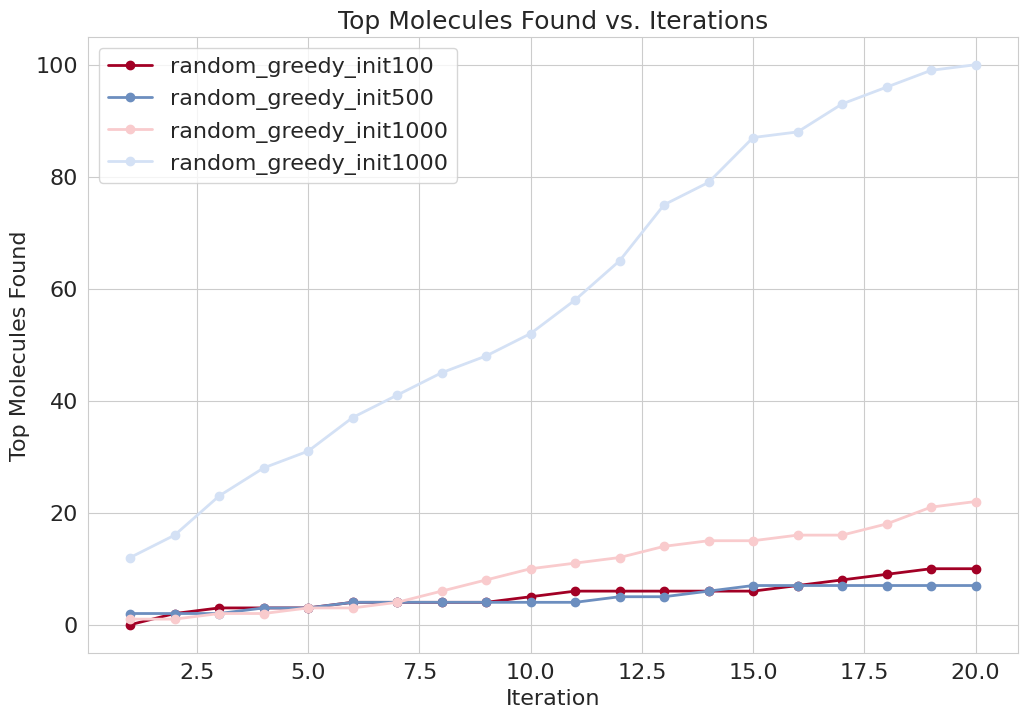 Top Molecules Found vs. Iterations
random_greedy_init100
random_greedy_init500
random_greedy_init1000
random_greedy_init1000
100
80
60
40
20
0
Top Molecules Found
2.5 5.0 7.5 10.0 12.5 15.0 17.5 20.0
Iteration